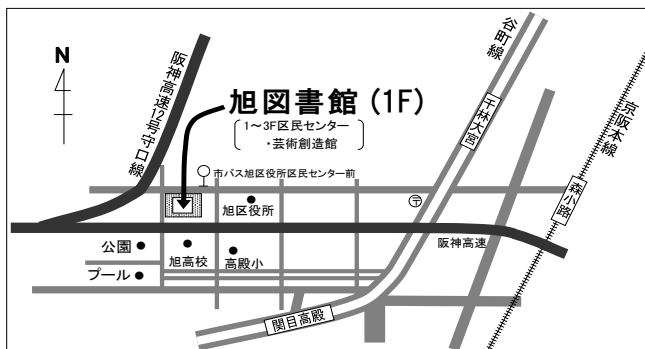 N
阪神高速12号守口線
旭図書館 (1F)
1〜3F区民センター
・芸術創造館
市バス旭区役所区民センター前
谷町線
千林大宮
京阪本線
森小路
旭区役所
〒
公園
旭高校
高殿小
阪神高速
プール
関目高殿